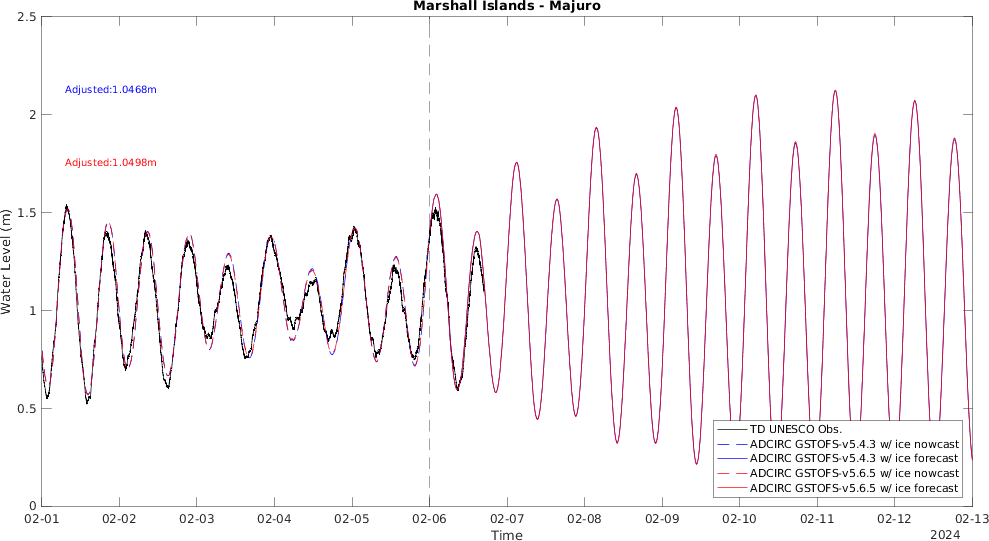 Marshall Islands - Majuro
2.5
Adjusted:1.0468m
2
Adjusted:1.0498m
1.5
Water Level (m)
1
0.5
TD UNESCO Obs.
ADCIRC GSTOFS-v5.4.3 w/ ice nowcast
ADCIRC GSTOFS-v5.4.3 w/ ice forecast
ADCIRC GSTOFS-v5.6.5 w/ ice nowcast
ADCIRC GSTOFS-v5.6.5 w/ ice forecast
0
02-01 02-02 02-03 02-04 02-05 02-06 02-07 02-08 02-09 02-10 02-11 02-12 02-13
Time
2024